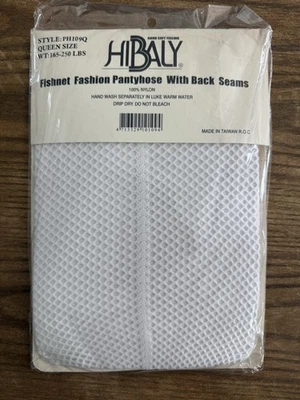 STYLE: PH109Q
QUEEN SIZE
WT: 165-250 LBS
HIBALY
Fishnet Fashion Pantyhose With Back Seams
100% NYLON
HAND WASH SEPARATELY IN LUKE WARM WATER
DRIP DRY. DO NOT BLEACH
MADE IN TAIWAN R.O.C.